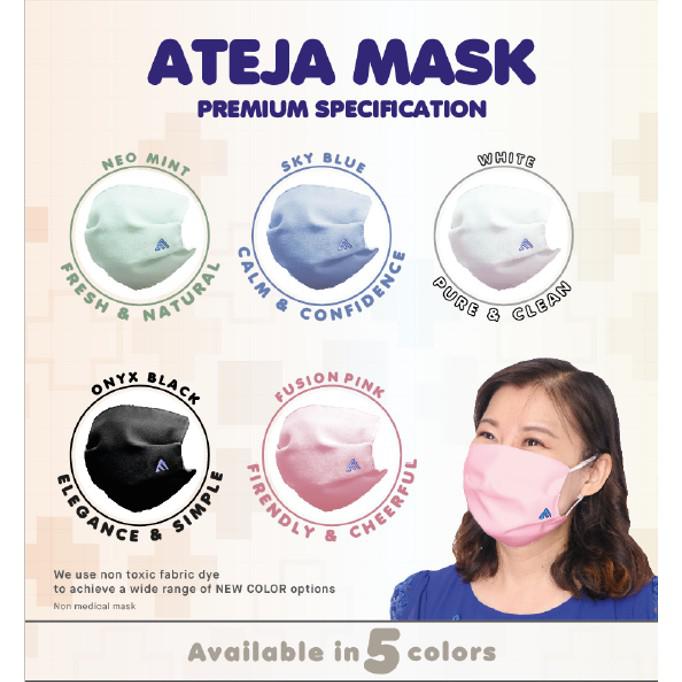 ATEJA MASK
PREMIUM SPECIFICATION
NEO MINT
FRESH & NATURAL
SKY BLUE
CALM & CONFIDENCE
WHITE
PURE & CLEAN
ONYX BLACK
ELEGANCE & SIMPLE
FUSION PINK
FIRENDLY & CHEERFUL
We use non toxic fabric dye
to achieve a wide range of NEW COLOR options
Non medical mask
Available in 5 colors